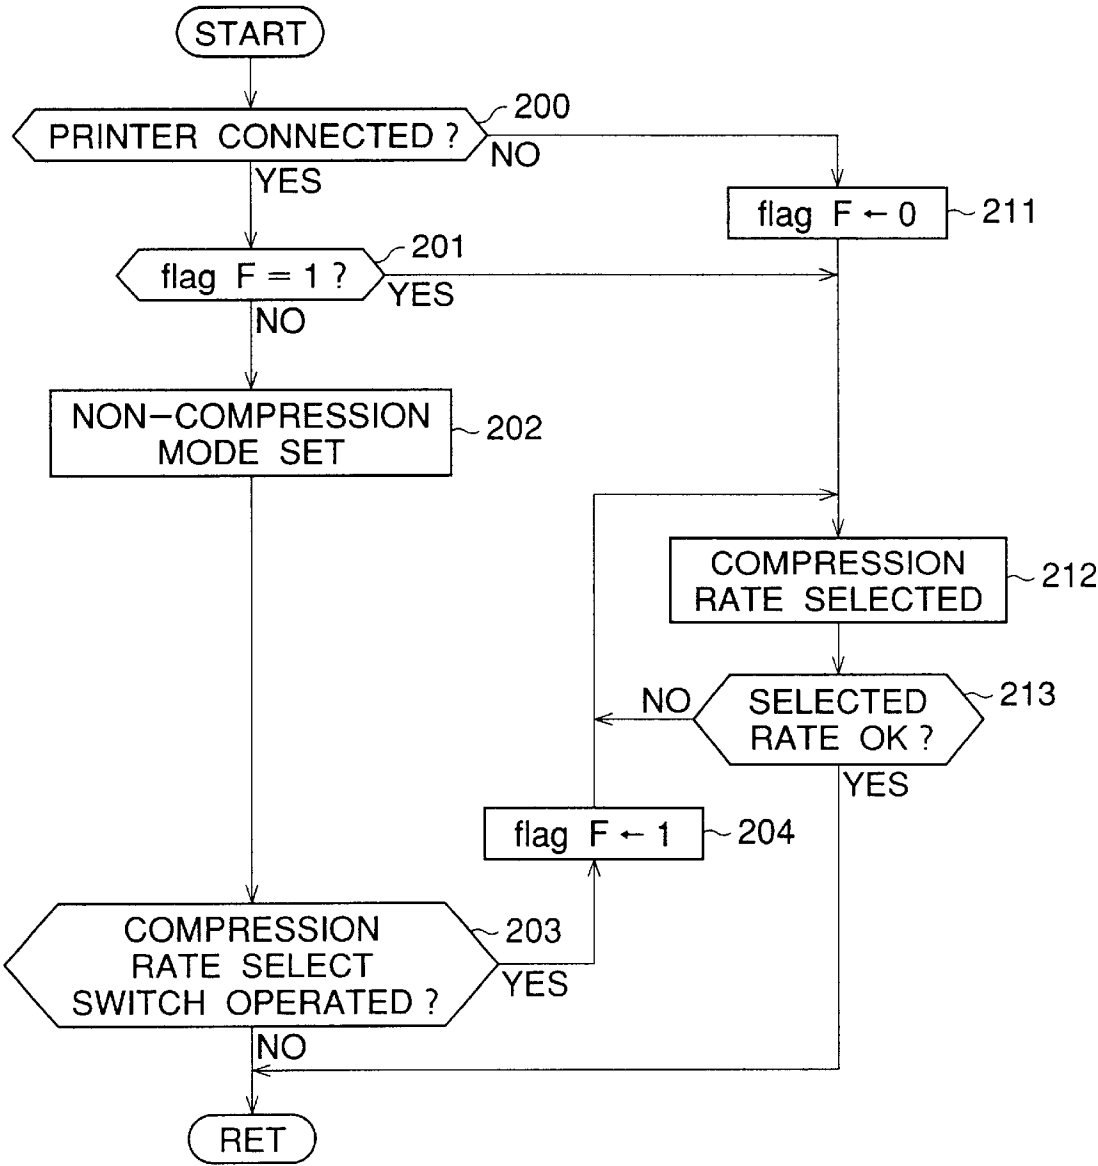 START
PRINTER CONNECTED ?
200
NO
YES
flag F ← 0
211
flag F = 1 ?
201
YES
NO
NON-COMPRESSION
MODE SET
202
COMPRESSION
RATE SELECTED
212
SELECTED
RATE OK ?
213
NO
YES
flag F ← 1
204
COMPRESSION
RATE SELECT
SWITCH OPERATED ?
203
YES
NO
RET